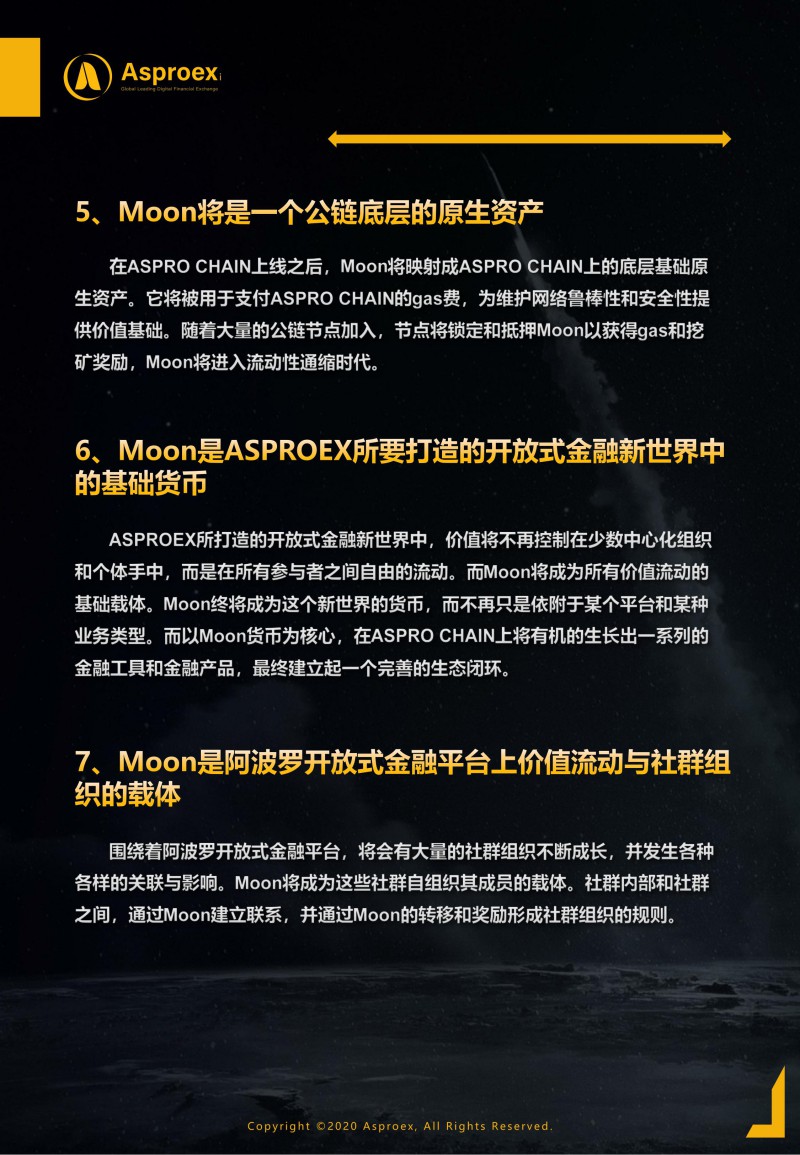 Asproex
Global Leading Digital Financial Exchange
5、Moon将是一个公链底层的原生资产
在ASPRO CHAIN上线之后，Moon将映射成ASPRO CHAIN上的底层基础原
生资产。它将被用于支付ASPRO CHAIN的gas费，为维护网络鲁棒性和安全性提
供价值基础。随着大量的公链节点加入，节点将锁定和抵押Moon以获得gas和挖
矿奖励，Moon将进入流动性通缩时代。
6、Moon是ASPROEX所要打造的开放式金融新世界中
的基础货币
ASPROEX所打造的开放式金融新世界中，价值将不再控制在少数中心化组织
和个体手中，而是在所有参与者之间自由的流动。而Moon将成为所有价值流动的
基础载体。Moon终将成为这个新世界的货币，而不再只是依附于某个平台和某种
业务类型。而以Moon货币为核心，在ASPRO CHAIN上将有机的生长出一系列的
金融工具和金融产品，最终建立起一个完善的生态闭环。
7、Moon是阿波罗开放式金融平台上价值流动与社群组
织的载体
围绕着阿波罗开放式金融平台，将会有大量的社群组织不断成长，并发生各种
各样的关联与影响。Moon将成为这些社群自组织其成员的载体。社群内部和社群
之间，通过Moon建立联系，并通过Moon的转移和奖励形成社群组织的规则。
Copyright ©2020 Asproex, All Rights Reserved.